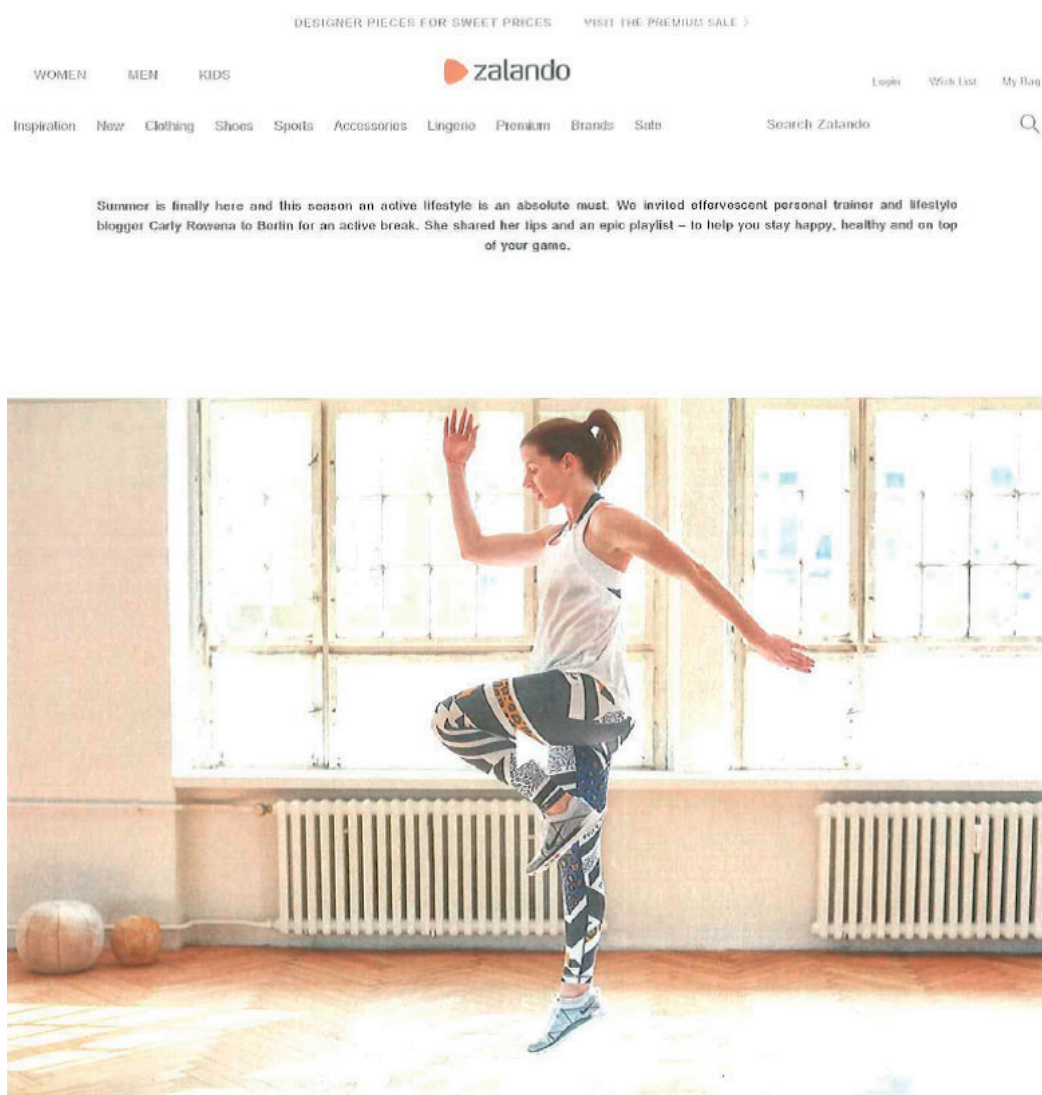 DESIGNER PIECES FOR SWEET PRICES VISIT THE PREMIUM SALE >
WOMEN MEN KIDS zalando Login Wish List My Bag
Inspiration New Clothing Shoes Sports Accessories Lingerie Premium Brands Sale Search Zalando
Summer is finally here and this season an active lifestyle is an absolute must. We invited effervescent personal trainer and lifestyle
blogger Carly Rowena to Berlin for an active break. She shared her tips and an epic playlist – to help you stay happy, healthy and on top
of your game.